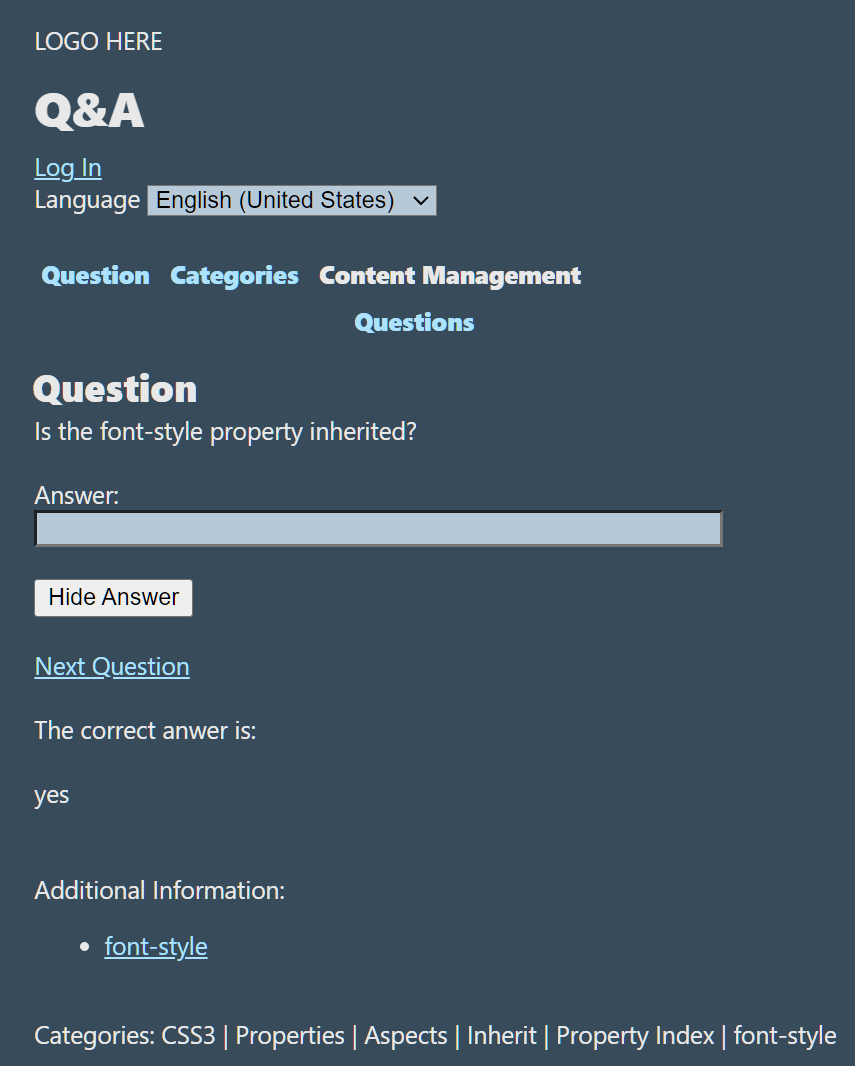 LOGO HERE
Q&A
Log In
Language English (United States)
Question Categories Content Management
Questions
Question
Is the font-style property inherited?
Answer:
Hide Answer
Next Question
The correct anwer is:
yes
Additional Information:
font-style
Categories: CSS3 | Properties | Aspects | Inherit | Property Index | font-style